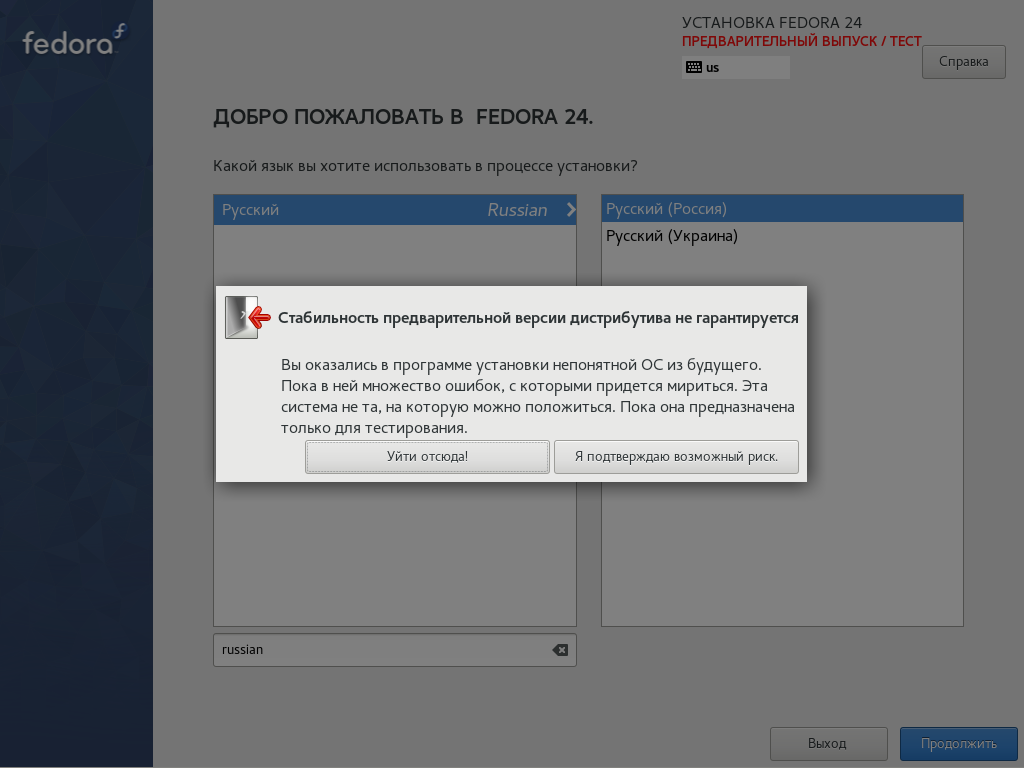 fedora
УСТАНОВКА FEDORA 24
ПРЕДВАРИТЕЛЬНЫЙ ВЫПУСК / ТЕСТ
us
Справка
ДОБРО ПОЖАЛОВАТЬ В FEDORA 24.
Какой язык вы хотите использовать в процессе установки?
Русский Russian
Русский (Россия)
Русский (Украина)
Стабильность предварительной версии дистрибутива не гарантируется
Вы оказались в программе установки непонятной ОС из будущего.
Пока в ней множество ошибок, с которыми придется мириться. Эта
система не та, на которую можно положиться. Пока она предназначена
только для тестирования.
Уйти отсюда!
Я подтверждаю возможный риск.
russian
Выход
Продолжить